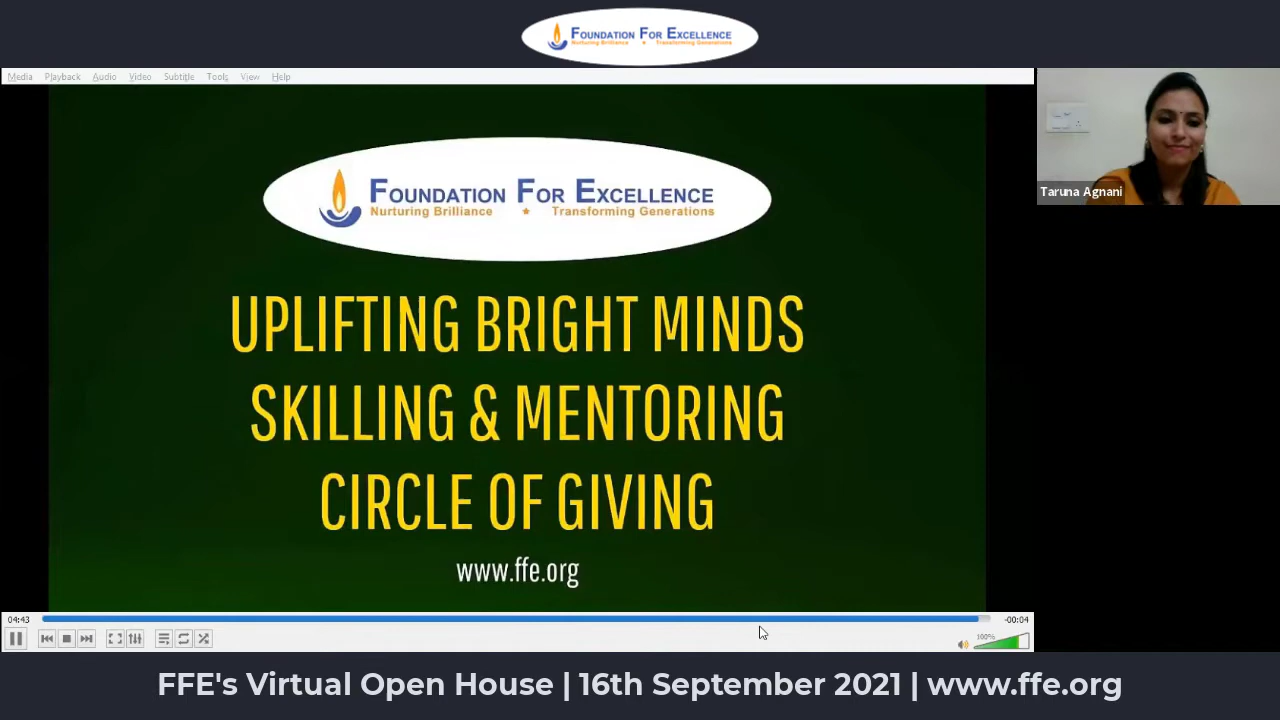 FOUNDATION FOR EXCELLENCE
Nurturing Brilliance ★ Transforming Generations
Media Playback Audio Video Subtitle Tools View Help
FOUNDATION FOR EXCELLENCE
Nurturing Brilliance ★ Transforming Generations
Taruna Agnani
UPLIFTING BRIGHT MINDS
SKILLING & MENTORING
CIRCLE OF GIVING
www.ffe.org
04:43
-00:04
100%
FFE's Virtual Open House | 16th September 2021 | www.ffe.org